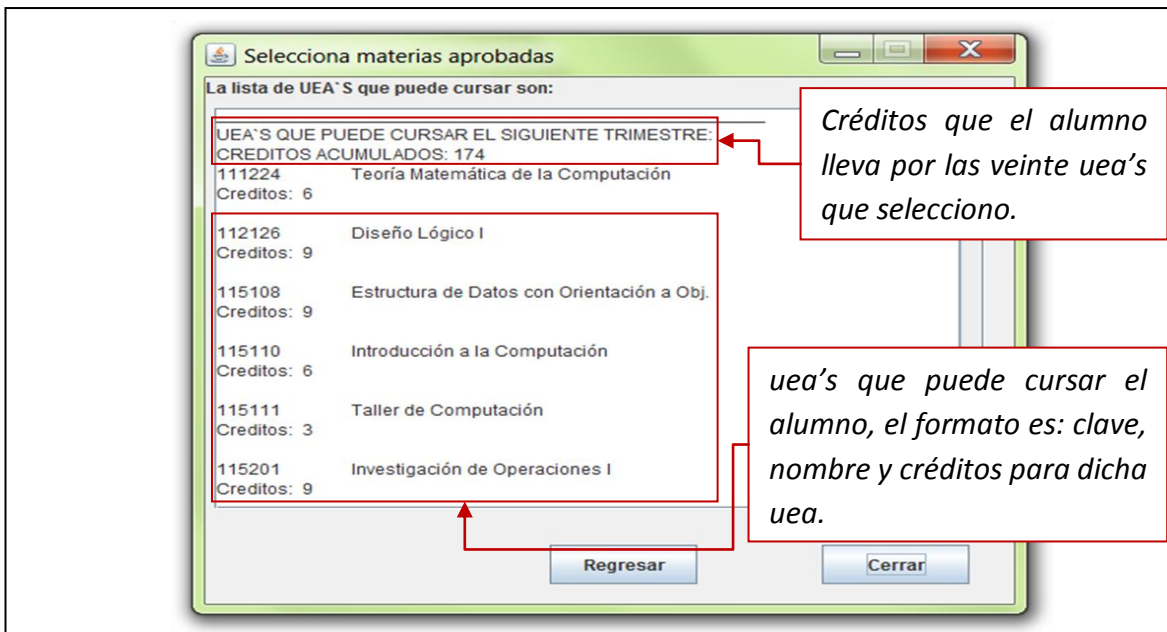 Selecciona materias aprobadas
La lista de UEA`S que puede cursar son:
UEA`S QUE PUEDE CURSAR EL SIGUIENTE TRIMESTRE:
CREDITOS ACUMULADOS: 174
111224 Teoría Matemática de la Computación
Creditos: 6
112126 Diseño Lógico I
Creditos: 9
115108 Estructura de Datos con Orientación a Obj.
Creditos: 9
115110 Introducción a la Computación
Creditos: 6
115111 Taller de Computación
Creditos: 3
115201 Investigación de Operaciones I
Creditos: 9
Créditos que el alumno
lleva por las veinte uea’s
que selecciono.
uea’s que puede cursar el
alumno, el formato es: clave,
nombre y créditos para dicha
uea.
Regresar
Cerrar